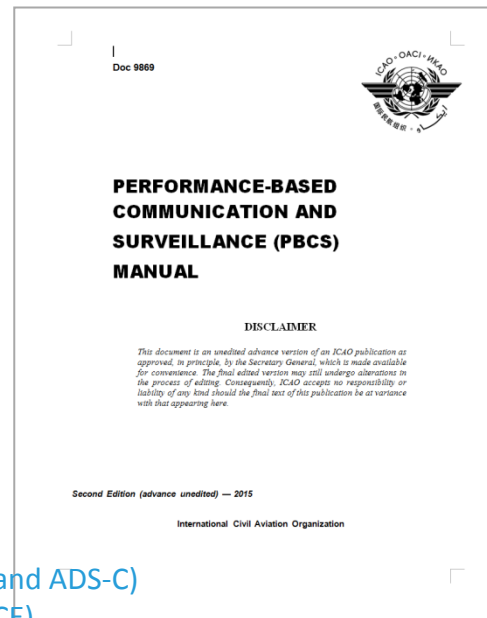 Doc 9869
ICAO · OACI · ИКАО
PERFORMANCE-BASED
COMMUNICATION AND
SURVEILLANCE (PBCS)
MANUAL
DISCLAIMER
This document is an unedited advance version of an ICAO publication as
approved, in principle, by the Secretary General, which is made available
for convenience. The final edited version may still undergo alterations in
the process of editing. Consequently, ICAO accepts no responsibility or
liability of any kind should the final text of this publication be at variance
with that appearing here.
Second Edition (advance unedited) — 2015
International Civil Aviation Organization
and ADS-C)